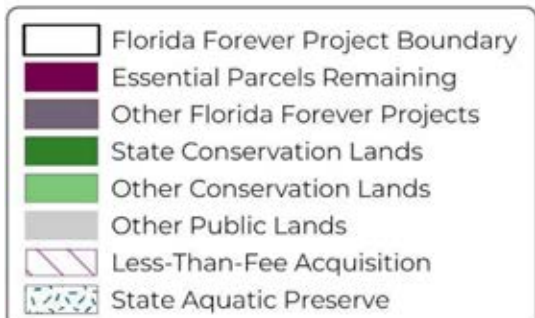 Florida Forever Project Boundary
Essential Parcels Remaining
Other Florida Forever Projects
State Conservation Lands
Other Conservation Lands
Other Public Lands
Less-Than-Fee Acquisition
State Aquatic Preserve